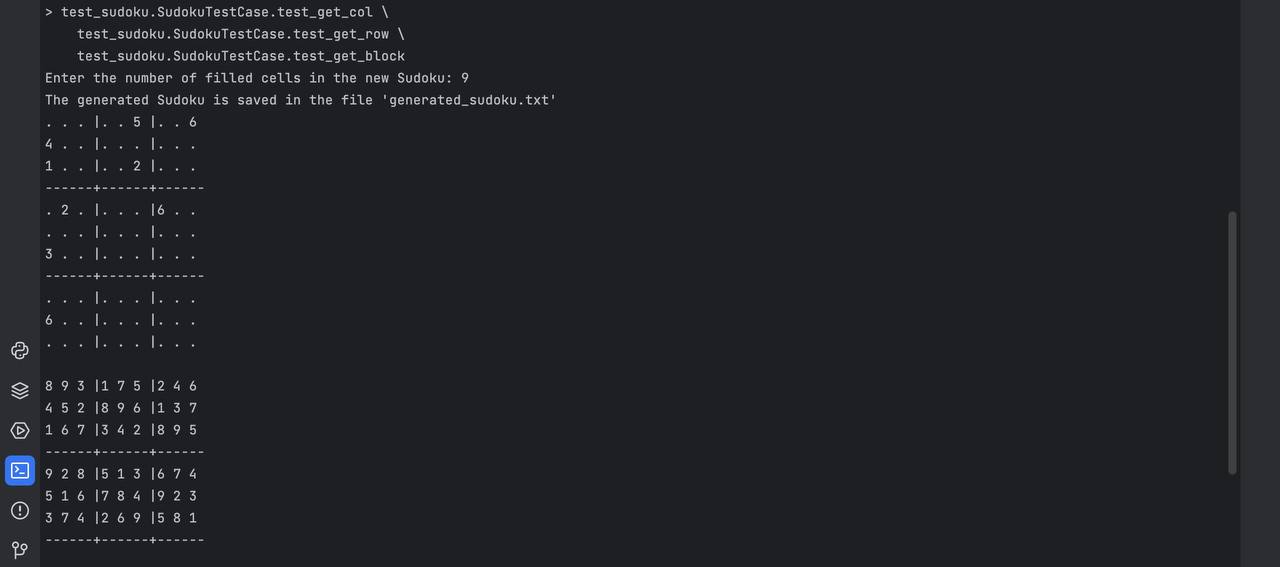 > test_sudoku.SudokuTestCase.test_get_col \
    test_sudoku.SudokuTestCase.test_get_row \
    test_sudoku.SudokuTestCase.test_get_block
Enter the number of filled cells in the new Sudoku: 9
The generated Sudoku is saved in the file 'generated_sudoku.txt'
. . . |. . 5 |. . 6
4 . . |. . . |. . .
1 . . |. . 2 |. . .
------+------+------
. 2 . |. . . |6 . .
. . . |. . . |. . .
3 . . |. . . |. . .
------+------+------
. . . |. . . |. . .
6 . . |. . . |. . .
. . . |. . . |. . .

8 9 3 |1 7 5 |2 4 6
4 5 2 |8 9 6 |1 3 7
1 6 7 |3 4 2 |8 9 5
------+------+------
9 2 8 |5 1 3 |6 7 4
5 1 6 |7 8 4 |9 2 3
3 7 4 |2 6 9 |5 8 1
------+------+------